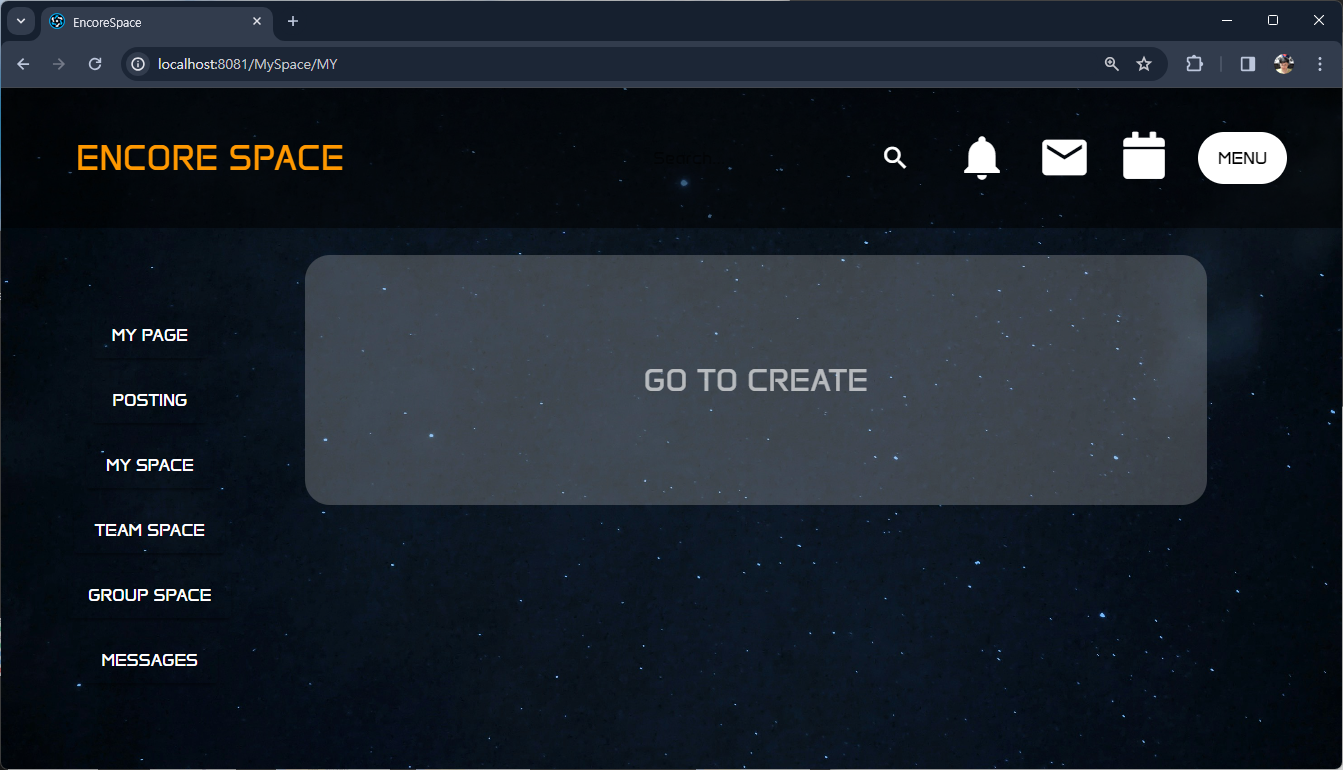 EncoreSpace
localhost:8081/MySpace/MY
ENCORE SPACE
Search
MENU
MY PAGE
GO TO CREATE
POSTING
MY SPACE
TEAM SPACE
GROUP SPACE
MESSAGES